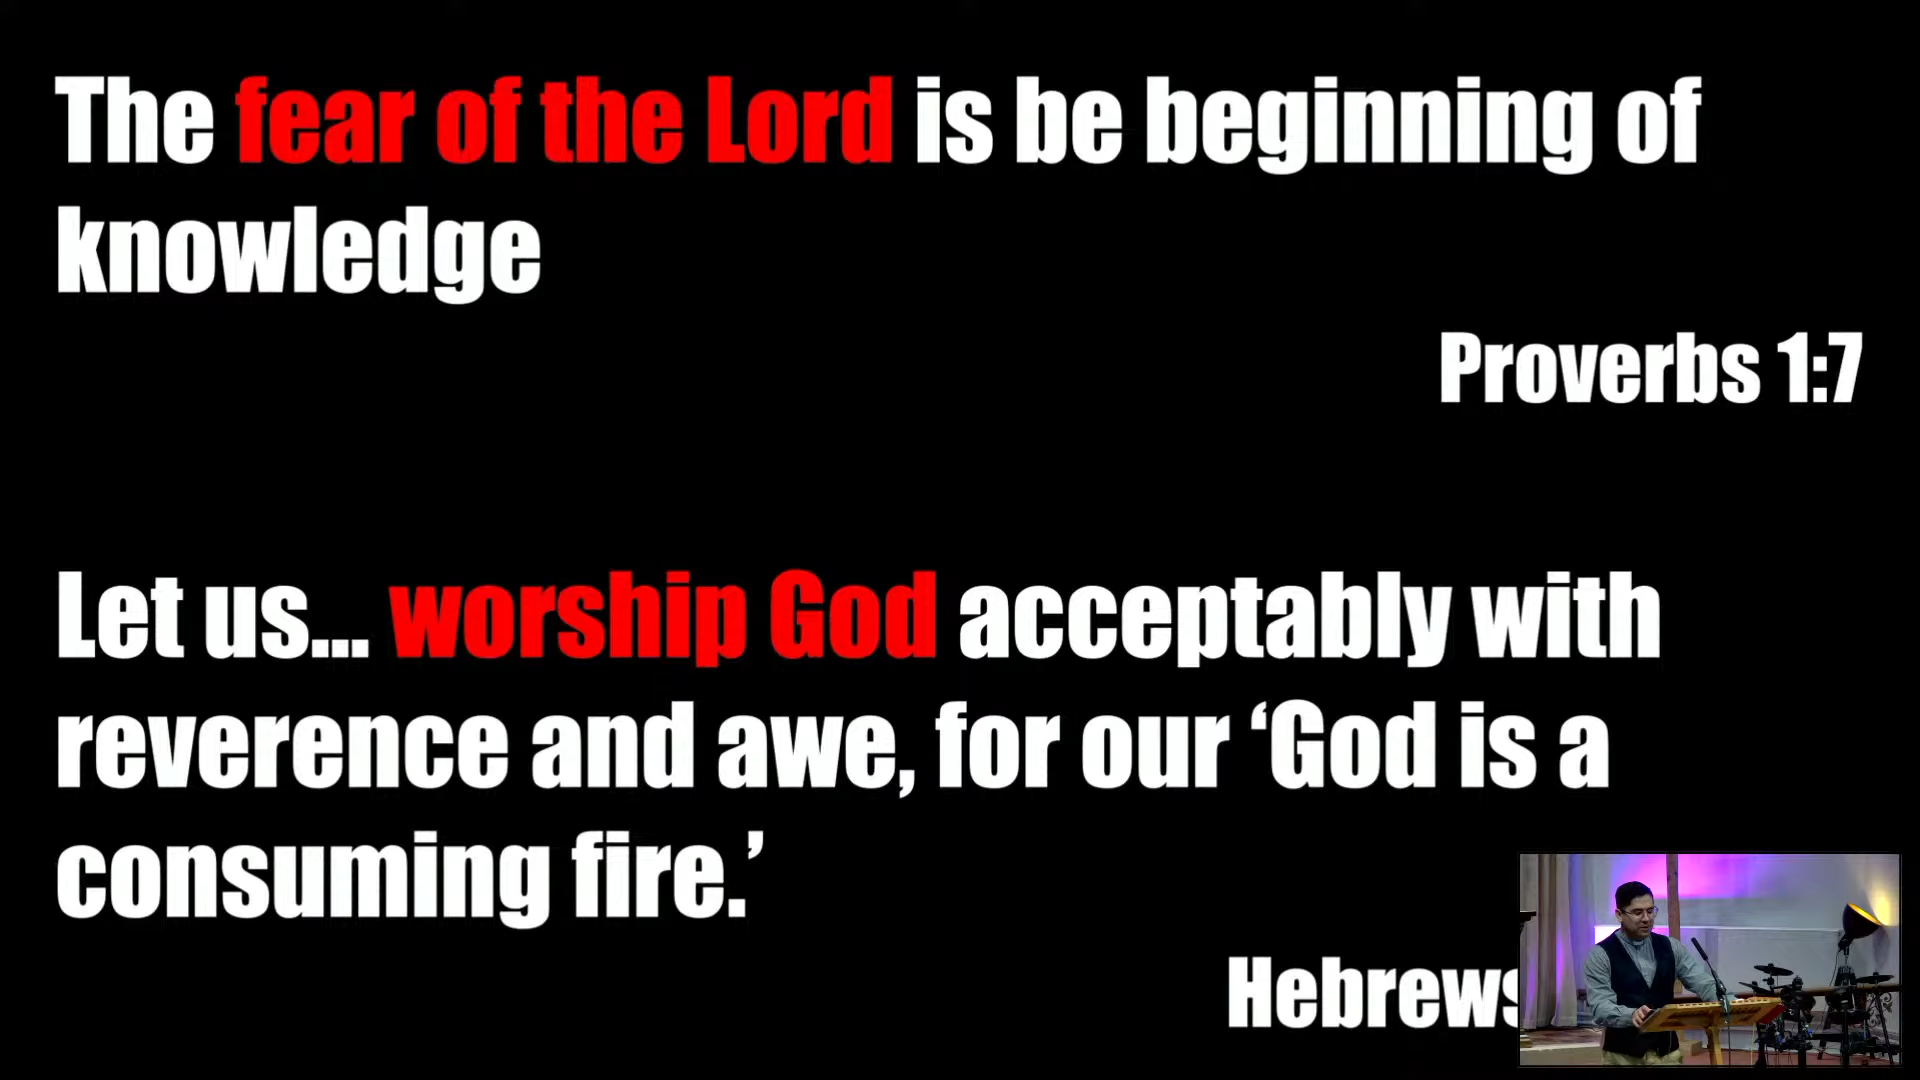 The fear of the Lord is be beginning of
knowledge
Proverbs 1:7
Let us... worship God acceptably with
reverence and awe, for our ‘God is a
consuming fire.’
Hebrews